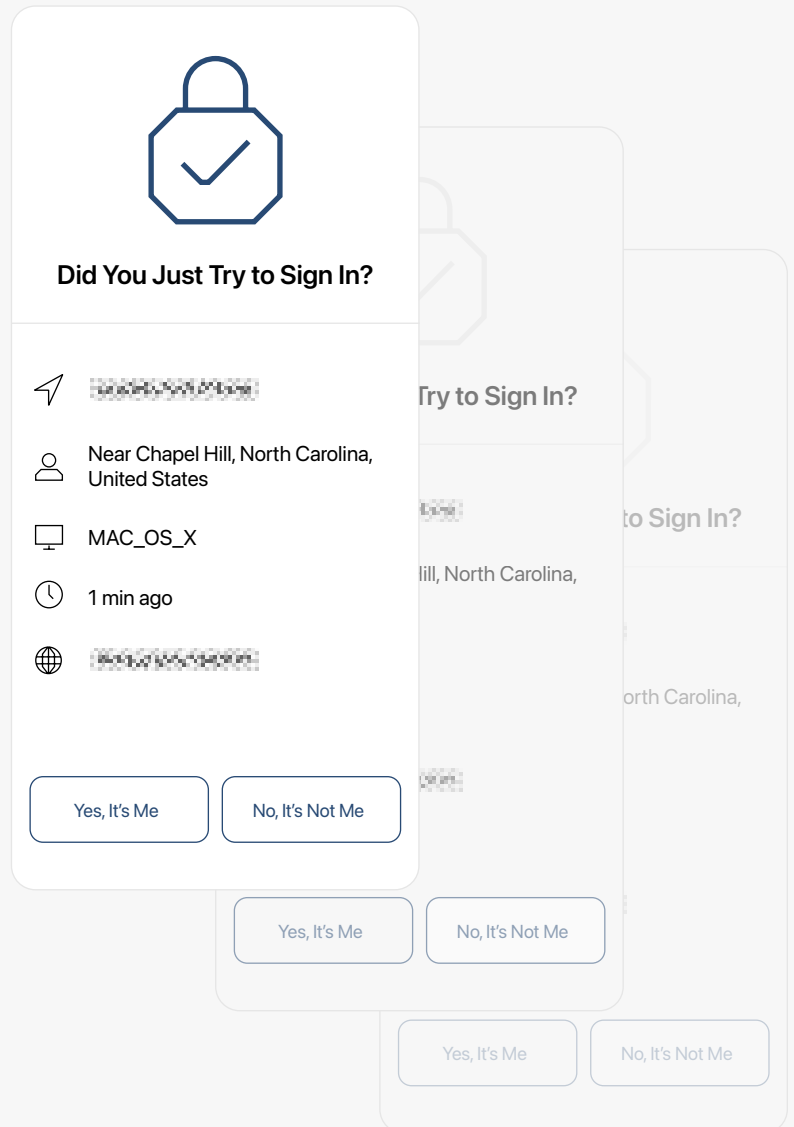 Did You Just Try to Sign In?
Near Chapel Hill, North Carolina,
United States
MAC_OS_X
1 min ago
Yes, It's Me
No, It's Not Me
Try to Sign In?
Hill, North Carolina,
Yes, It's Me
No, It's Not Me
to Sign In?
orth Carolina,
Yes, It's Me
No, It's Not Me